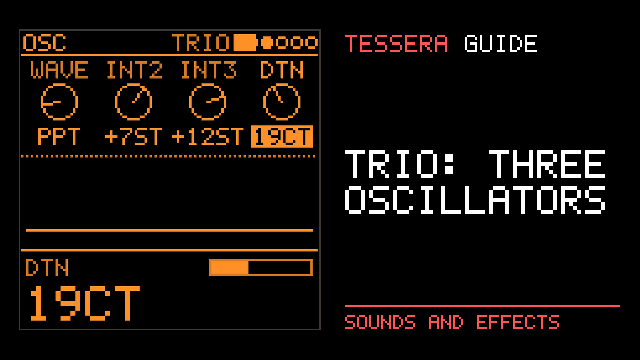 OSC TRIO
WAVE INT2 INT3 DTN
PPT +7ST +12ST 19CT
DTN
19CT
TESSERA GUIDE
TRIO: THREE
OSCILLATORS
SOUNDS AND EFFECTS